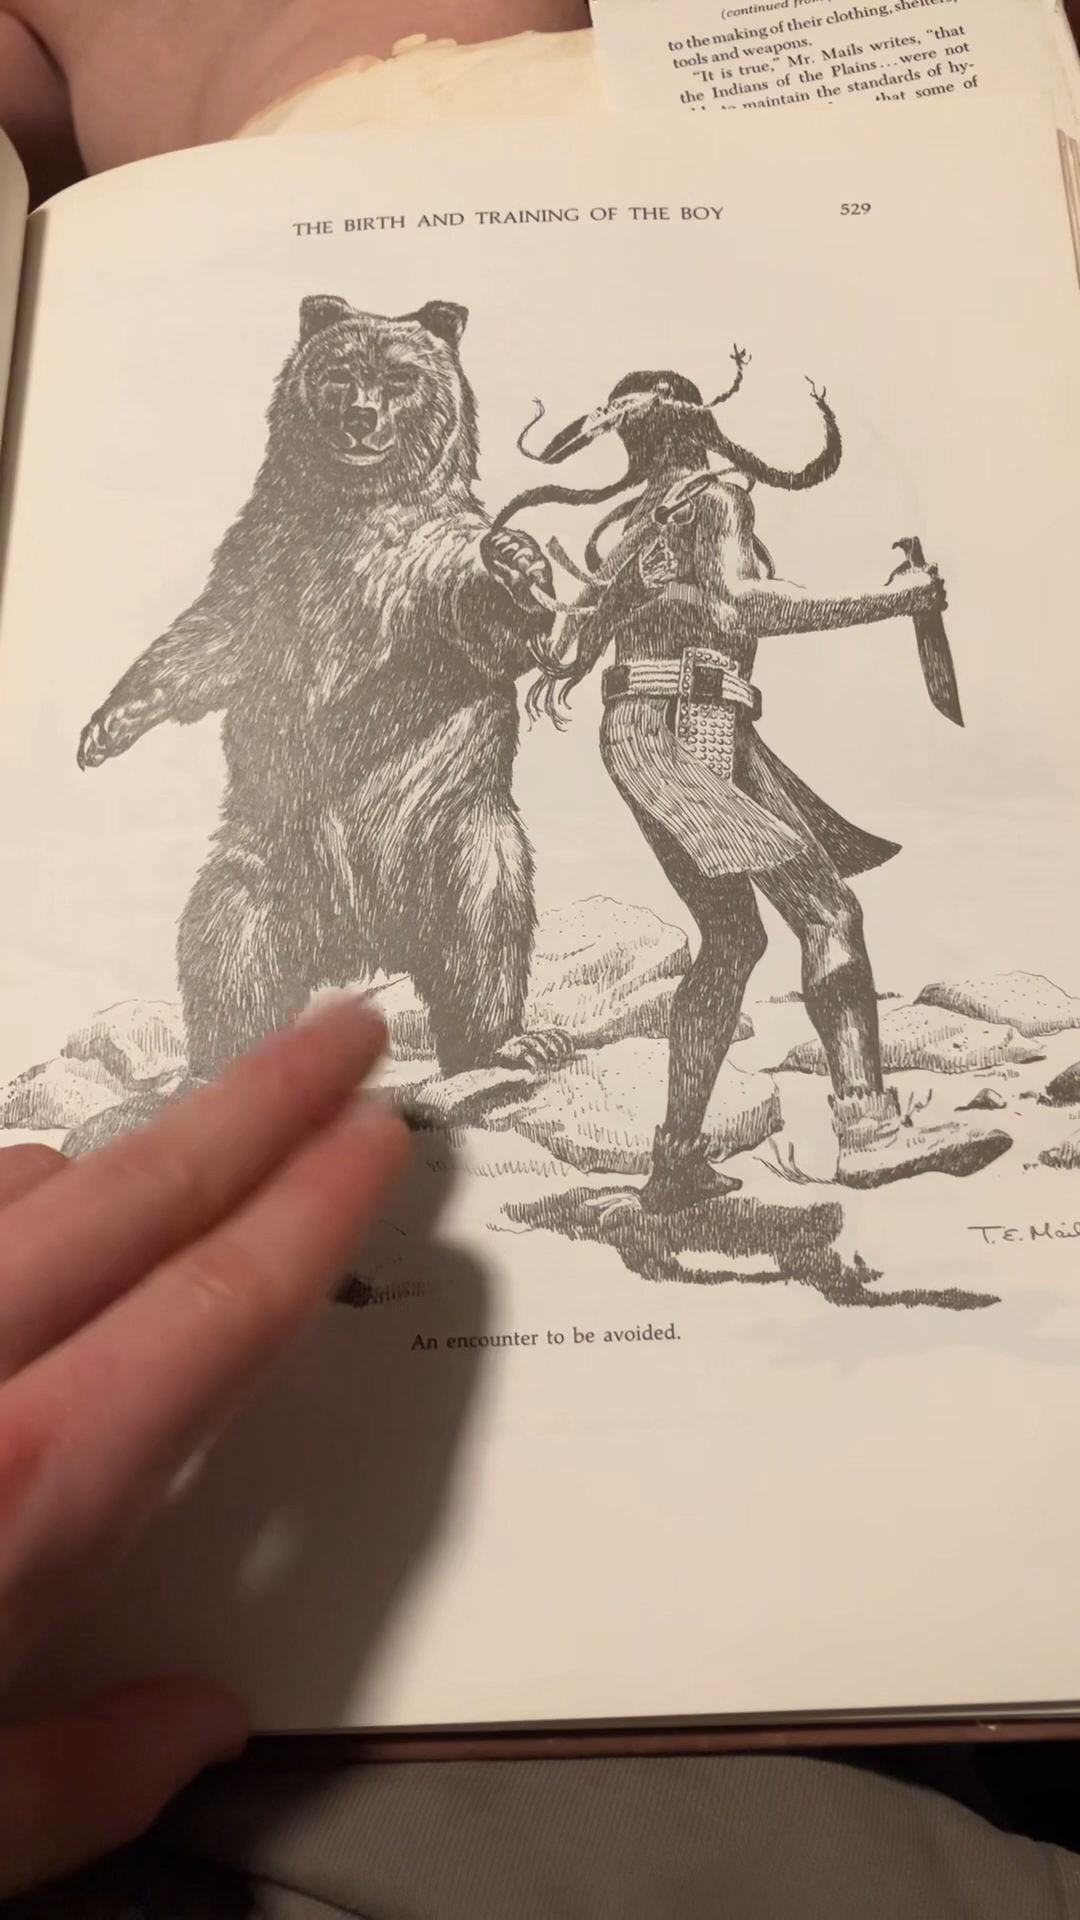 (continued
to the making of their clothing, shelters,
tools and weapons.
"It is true," Mr. Mails writes, "that
the Indians of the Plains...were not
to maintain the standards of hy-
that some of
THE BIRTH AND TRAINING OF THE BOY 529
T. E. Mail
An encounter to be avoided.